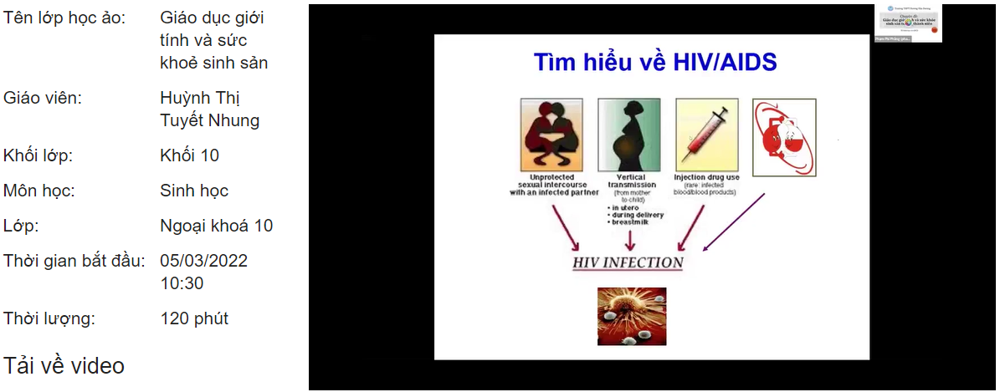 Tên lớp học ảo:
Giáo dục giới
tính và sức
khoẻ sinh sản
Giáo viên:
Huỳnh Thị
Tuyết Nhung
Khối lớp:
Khối 10
Môn học:
Sinh học
Lớp:
Ngoại khoá 10
Thời gian bắt đầu:
05/03/2022
10:30
Thời lượng:
120 phút
Tải về video
Tìm hiểu về HIV/AIDS
Unprotected
sexual intercourse
with an infected partner
Vertical
transmission
(from mother
to child)
• in utero
• during delivery
• breastmilk
Injection drug use
(rare: infected
blood/blood products)
HIV INFECTION
Chuyên đề